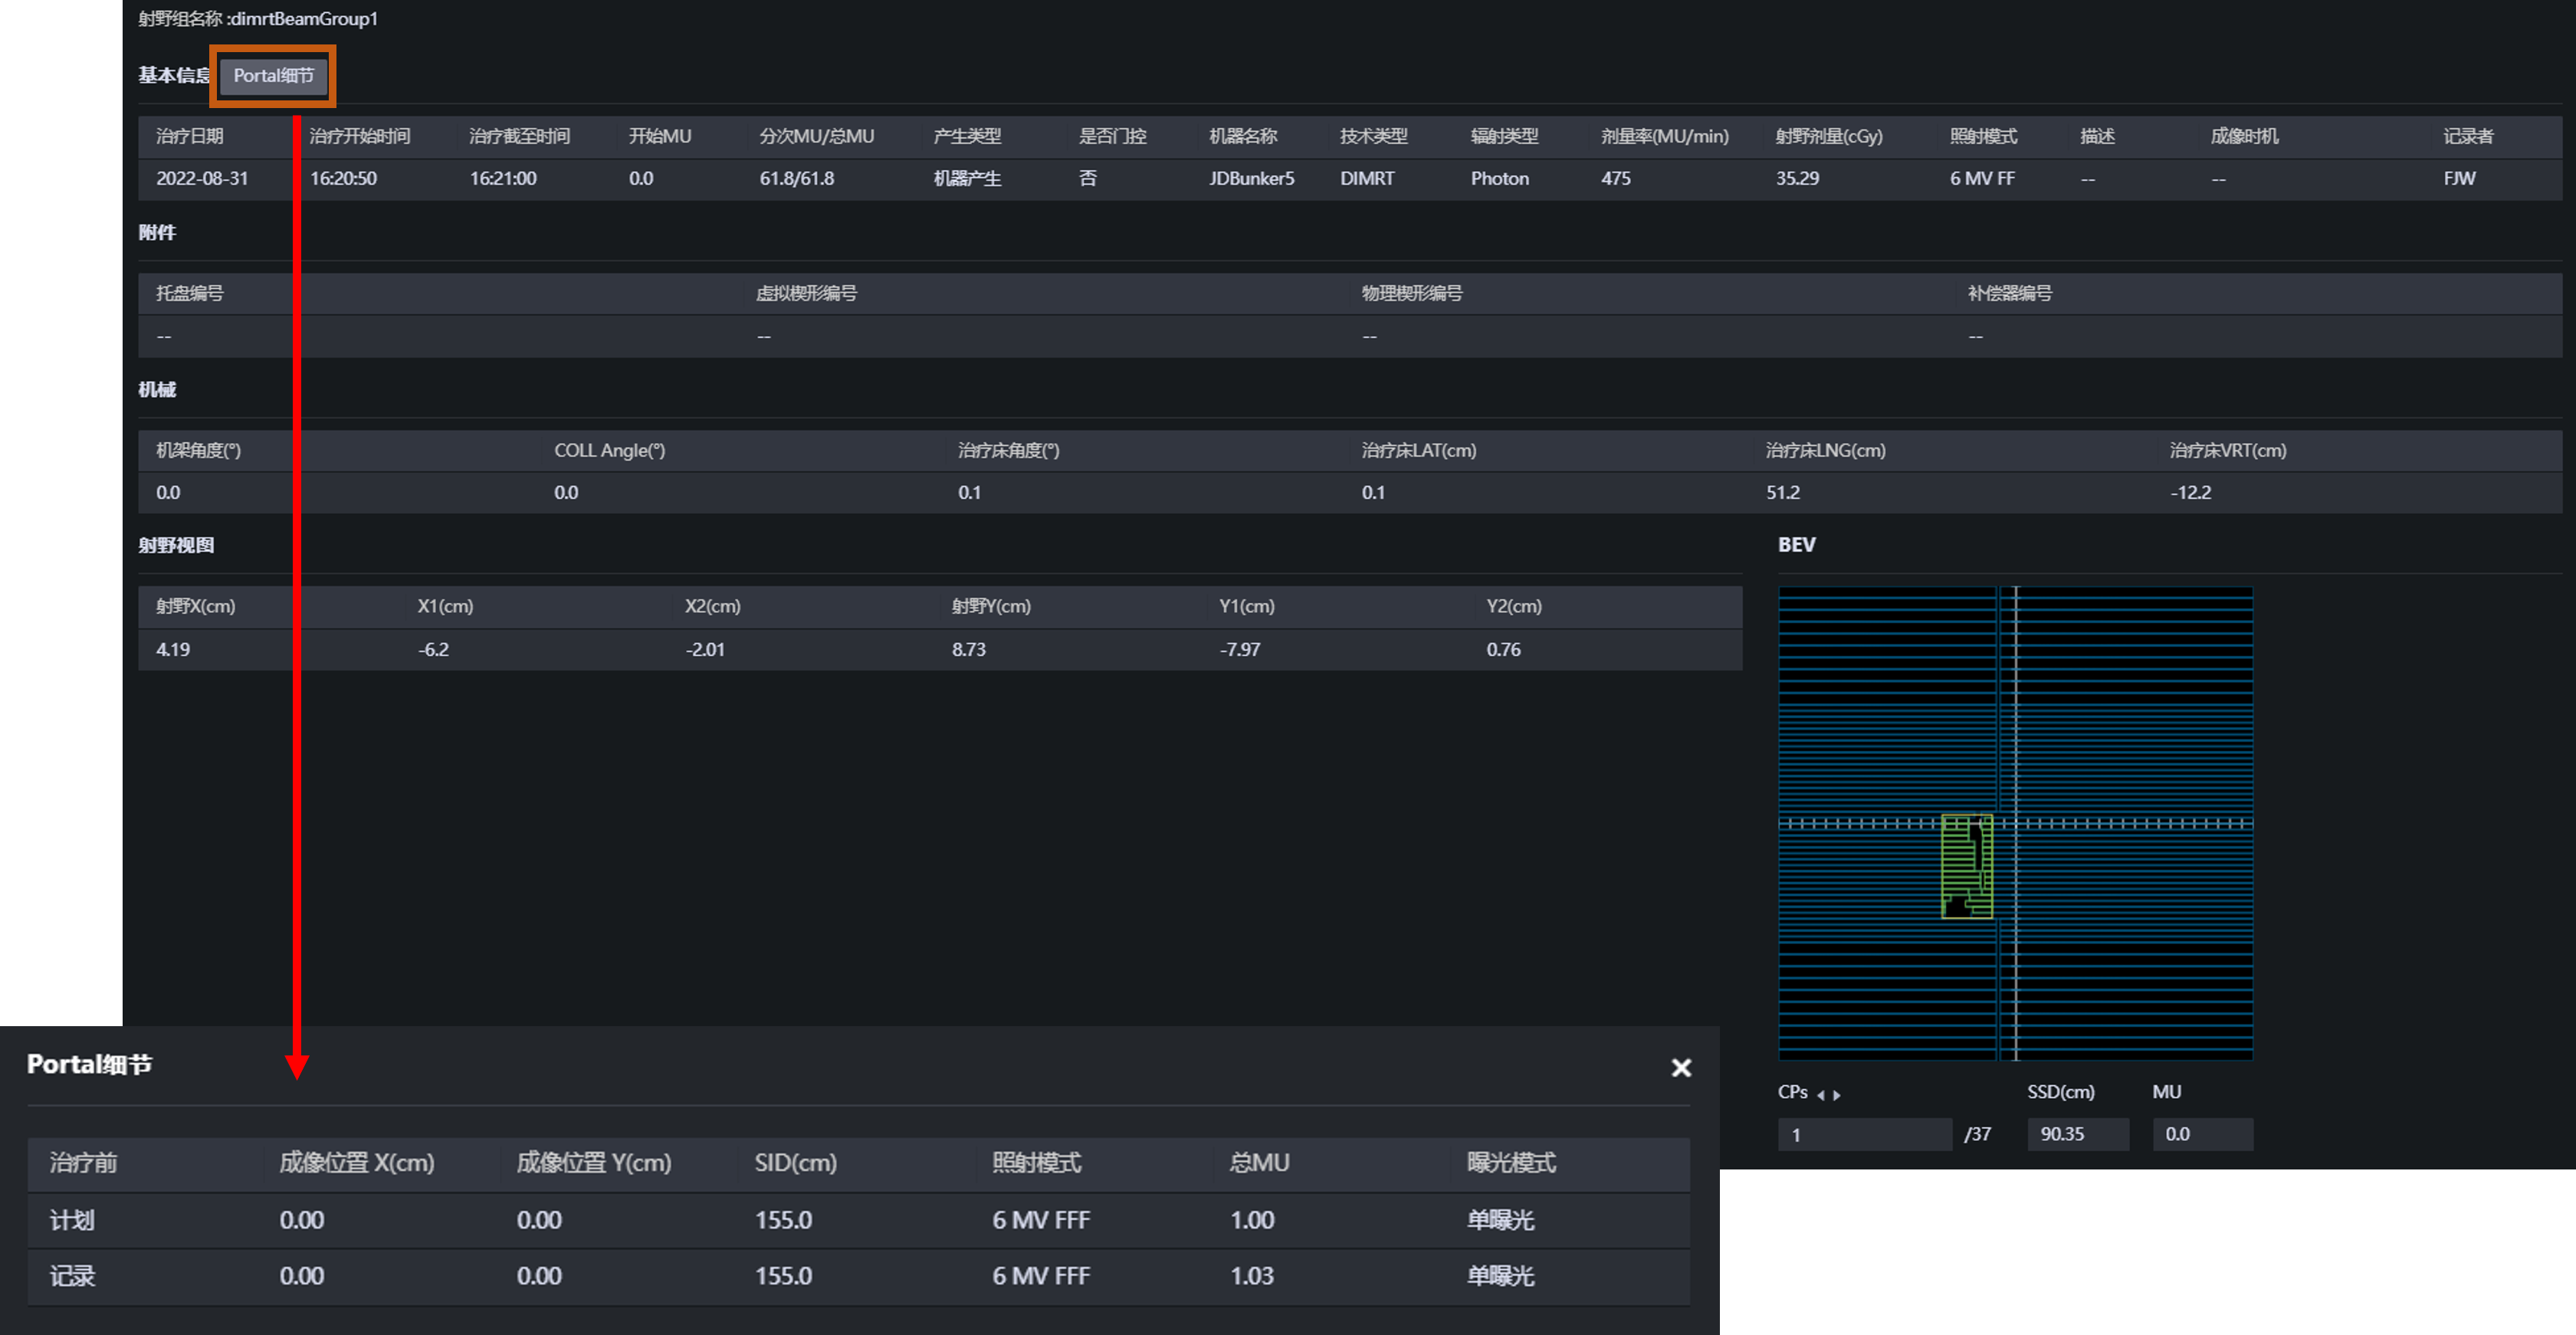 射野组名称 :dimrtBeamGroup1
基本信息 Portal细节
治疗日期 治疗开始时间 治疗截至时间 开始MU 分次MU/总MU 产生类型 是否门控 机器名称 技术类型 辐射类型 剂量率(MU/min) 射野剂量(cGy) 照射模式 描述 成像时机 记录者
2022-08-31 16:20:50 16:21:00 0.0 61.8/61.8 机器产生 否 JDBunker5 DIMRT Photon 475 35.29 6 MV FF -- -- FJW
附件
托盘编号 虚拟楔形编号 物理楔形编号 补偿器编号
-- -- -- --
机械
机架角度(°) COLL Angle(°) 治疗床角度(°) 治疗床LAT(cm) 治疗床LNG(cm) 治疗床VRT(cm)
0.0 0.0 0.1 0.1 51.2 -12.2
射野视图
射野X(cm) X1(cm) X2(cm) 射野Y(cm) Y1(cm) Y2(cm)
4.19 -6.2 -2.01 8.73 -7.97 0.76
BEV
CPs SSD(cm) MU
1 /37 90.35 0.0
Portal细节
治疗前 成像位置 X(cm) 成像位置 Y(cm) SID(cm) 照射模式 总MU 曝光模式
计划 0.00 0.00 155.0 6 MV FFF 1.00 单曝光
记录 0.00 0.00 155.0 6 MV FFF 1.03 单曝光